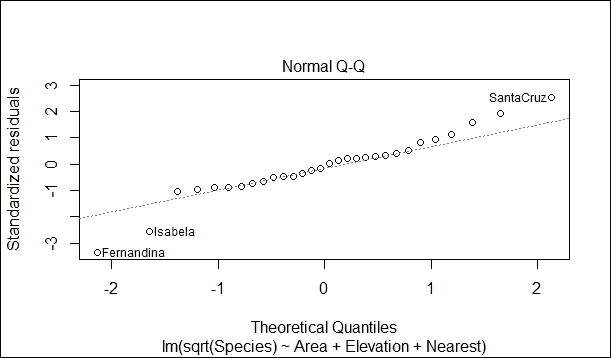 Normal Q-Q
Standardized residuals
3
2
1
0
-1
-3
SantaCruz
Isabela
Fernandina
-2
-1
0
1
2
Theoretical Quantiles
lm(sqrt(Species) ~ Area + Elevation + Nearest)